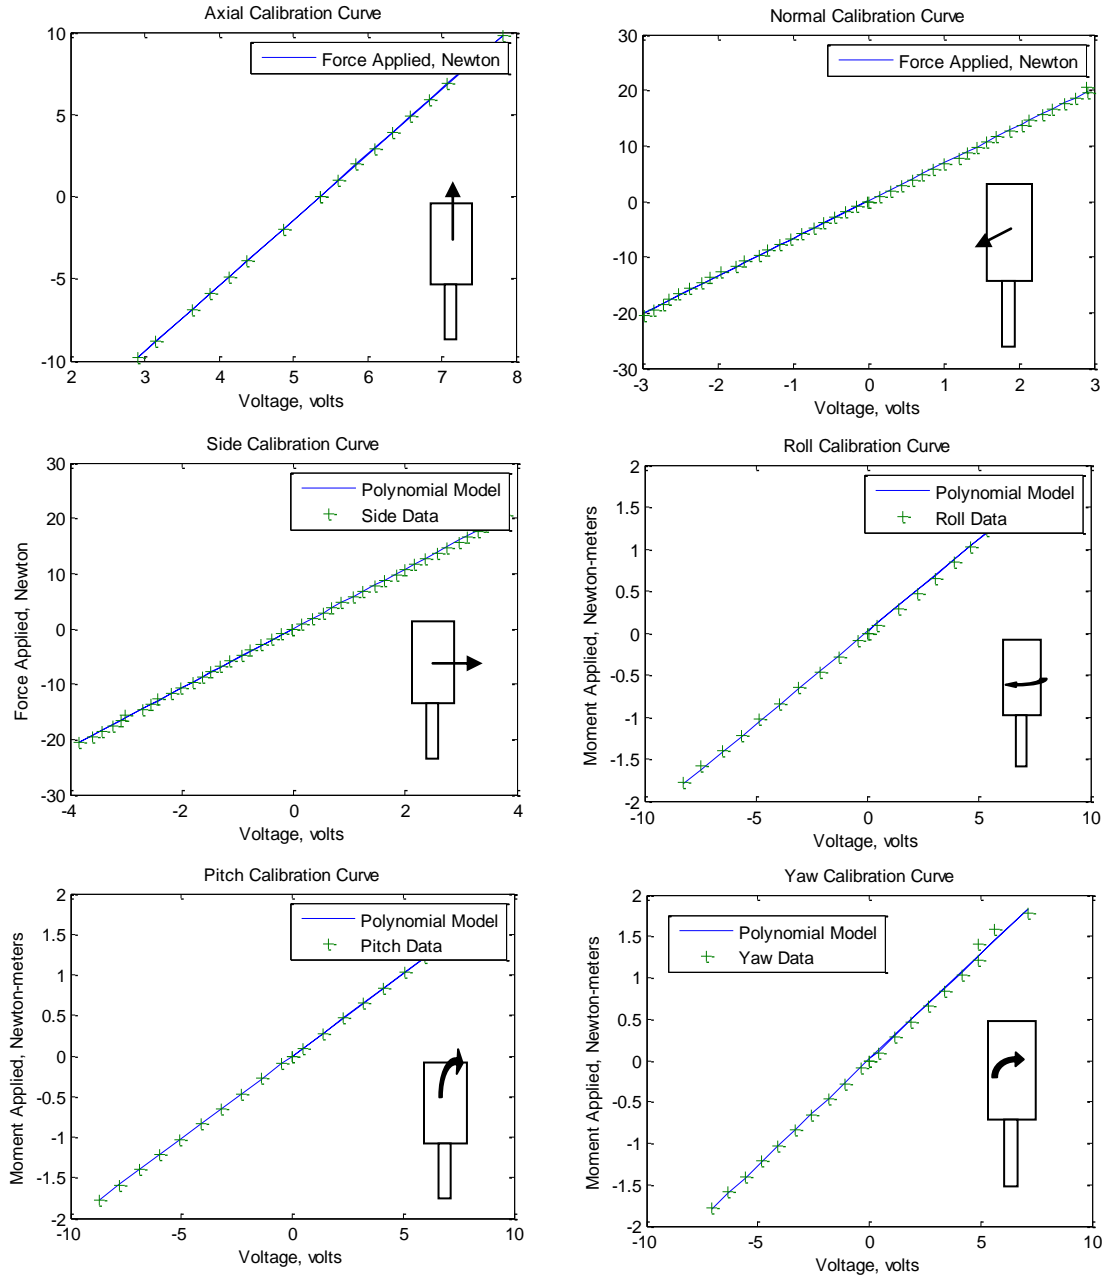 Axial Calibration Curve
10
5
0
-5
-10
2 3 4 5 6 7 8
Force Applied, Newton
Voltage, volts
Normal Calibration Curve
30
20
10
0
-10
-20
-30
-3 -2 -1 0 1 2 3
Force Applied, Newton
Voltage, volts
Side Calibration Curve
30
20
10
0
-10
-20
-30
-4 -2 0 2 4
Polynomial Model
Side Data
Force Applied, Newton
Voltage, volts
Roll Calibration Curve
2
1.5
1
0.5
0
-0.5
-1
-1.5
-2
-10 -5 0 5 10
Polynomial Model
Roll Data
Moment Applied, Newton-meters
Voltage, volts
Pitch Calibration Curve
2
1.5
1
0.5
0
-0.5
-1
-1.5
-2
-10 -5 0 5 10
Polynomial Model
Pitch Data
Moment Applied, Newton-meters
Voltage, volts
Yaw Calibration Curve
2
1.5
1
0.5
0
-0.5
-1
-1.5
-2
-10 -5 0 5 10
Polynomial Model
Yaw Data
Moment Applied, Newton-meters
Voltage, volts